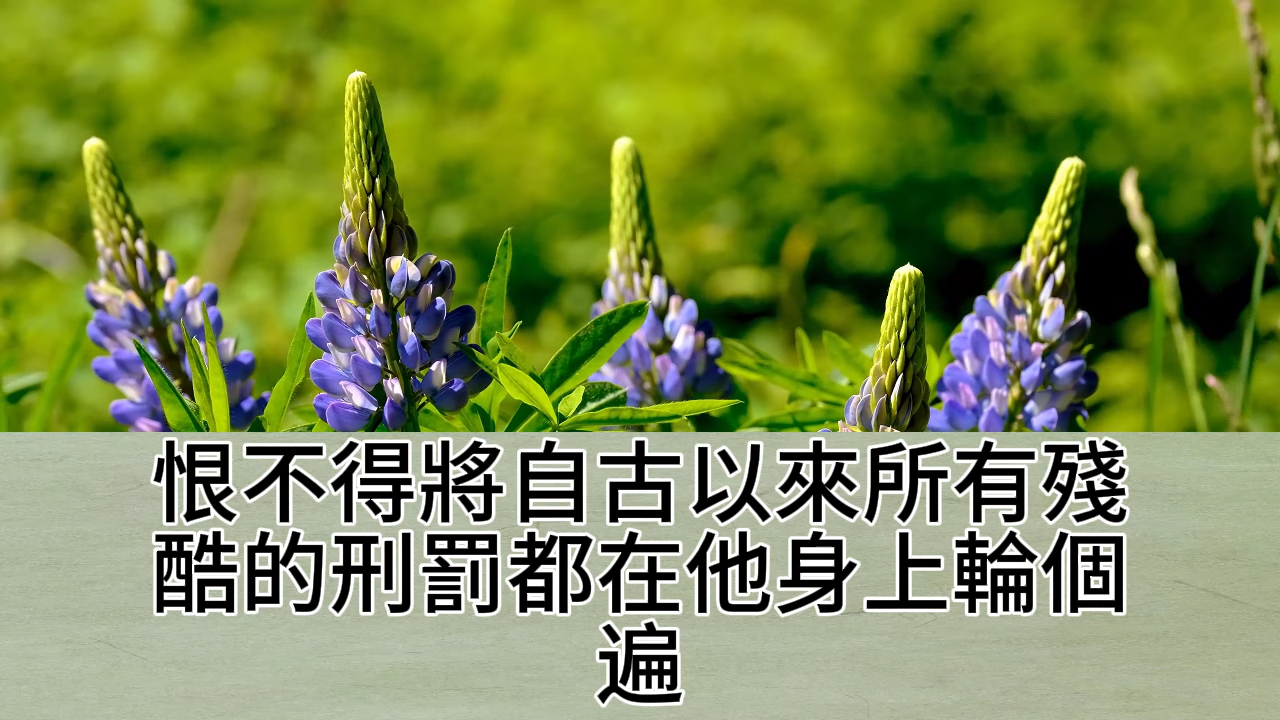 恨不得將自古以來所有殘
酷的刑罰都在他身上輪個
遍